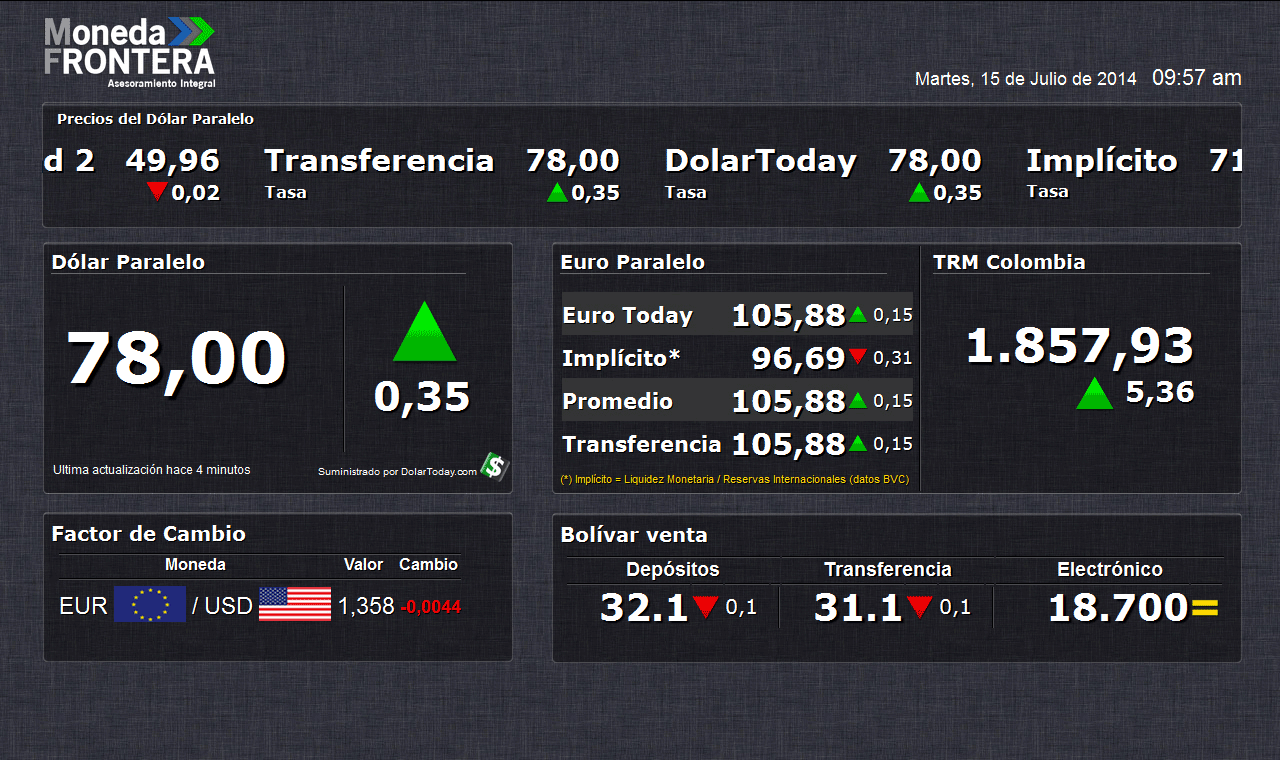 Moneda
FRONTERA
Asesoramiento Integral
Martes, 15 de Julio de 2014 09:57 am
Precios del Dólar Paralelo
d 2 49,96 Transferencia 78,00 DolarToday 78,00 Implícito 71
0,02 Tasa 0,35 Tasa 0,35 Tasa
Dólar Paralelo
78,00
0,35
Ultima actualización hace 4 minutos
Suministrado por DolarToday.com $
Euro Paralelo
Euro Today 105,88 0,15
Implícito* 96,69 0,31
Promedio 105,88 0,15
Transferencia 105,88 0,15
(*) Implícito = Liquidez Monetaria / Reservas Internacionales (datos BVC)
TRM Colombia
1.857,93
5,36
Factor de Cambio
Moneda Valor Cambio
EUR / USD 1,358 -0,0044
Bolívar venta
Depósitos Transferencia Electrónico
32.1 0,1 31.1 0,1 18.700 =